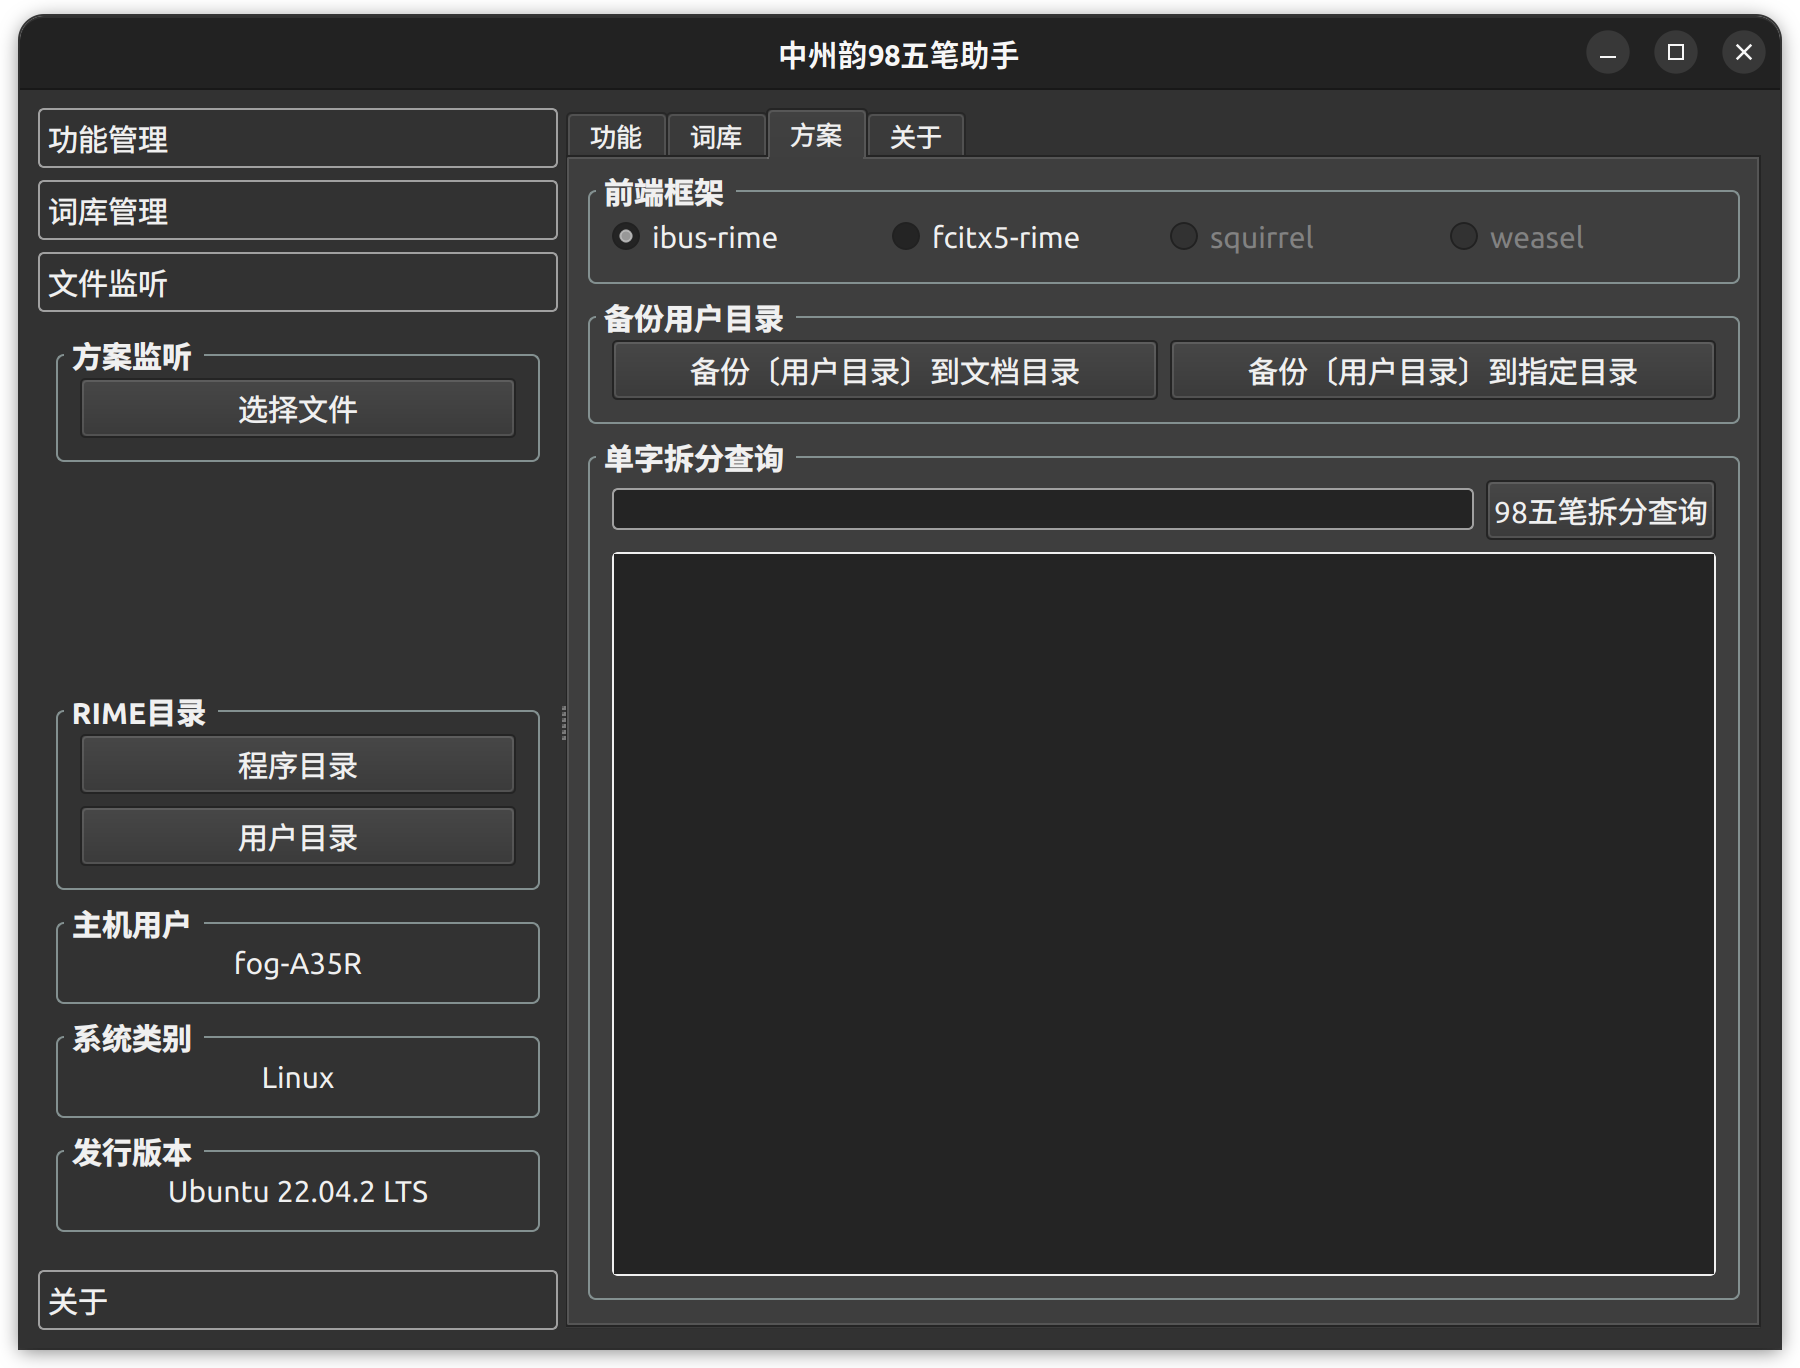 中州韵98五笔助手
功能管理
词库管理
文件监听
方案监听
选择文件
RIME目录
程序目录
用户目录
主机用户
fog-A35R
系统类别
Linux
发行版本
Ubuntu 22.04.2 LTS
关于
功能 词库 方案 关于
前端框架
ibus-rime fcitx5-rime squirrel weasel
备份用户目录
备份〔用户目录〕到文档目录 备份〔用户目录〕到指定目录
单字拆分查询
98五笔拆分查询